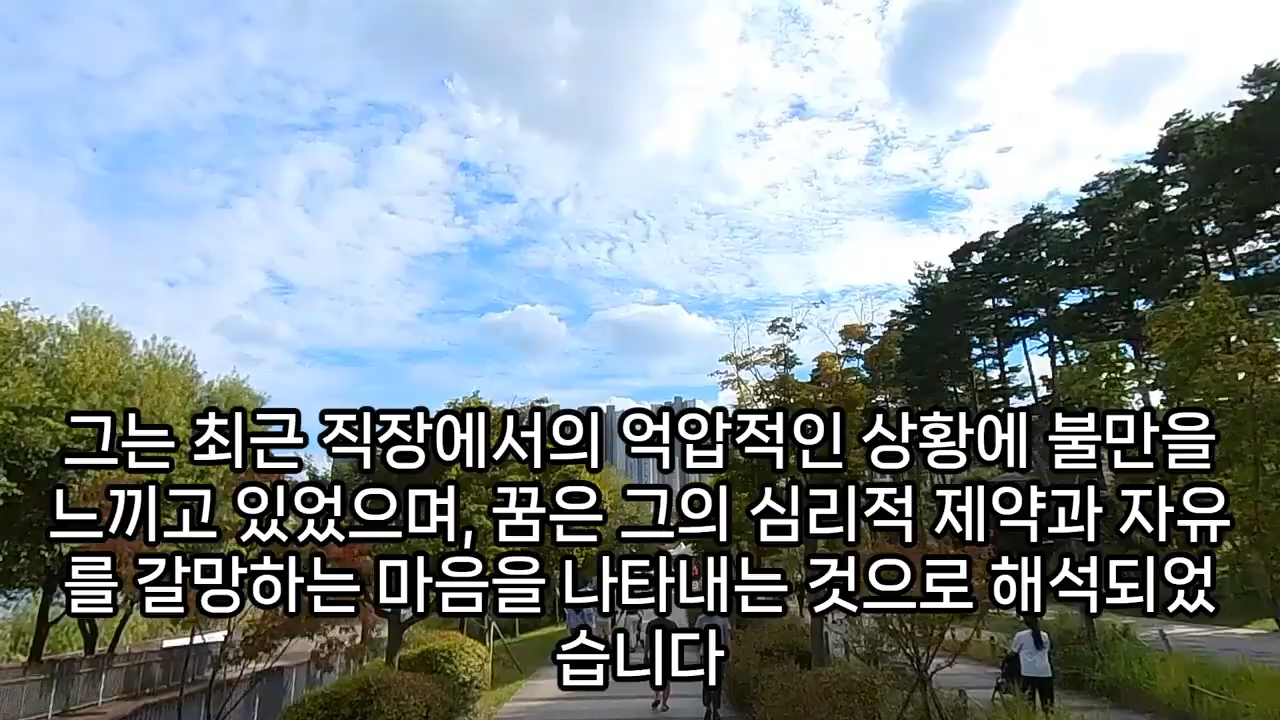 그는 최근 직장에서의 억압적인 상황에 불만을
느끼고 있었으며, 꿈은 그의 심리적 제약과 자유
를 갈망하는 마음을 나타내는 것으로 해석되었
습니다